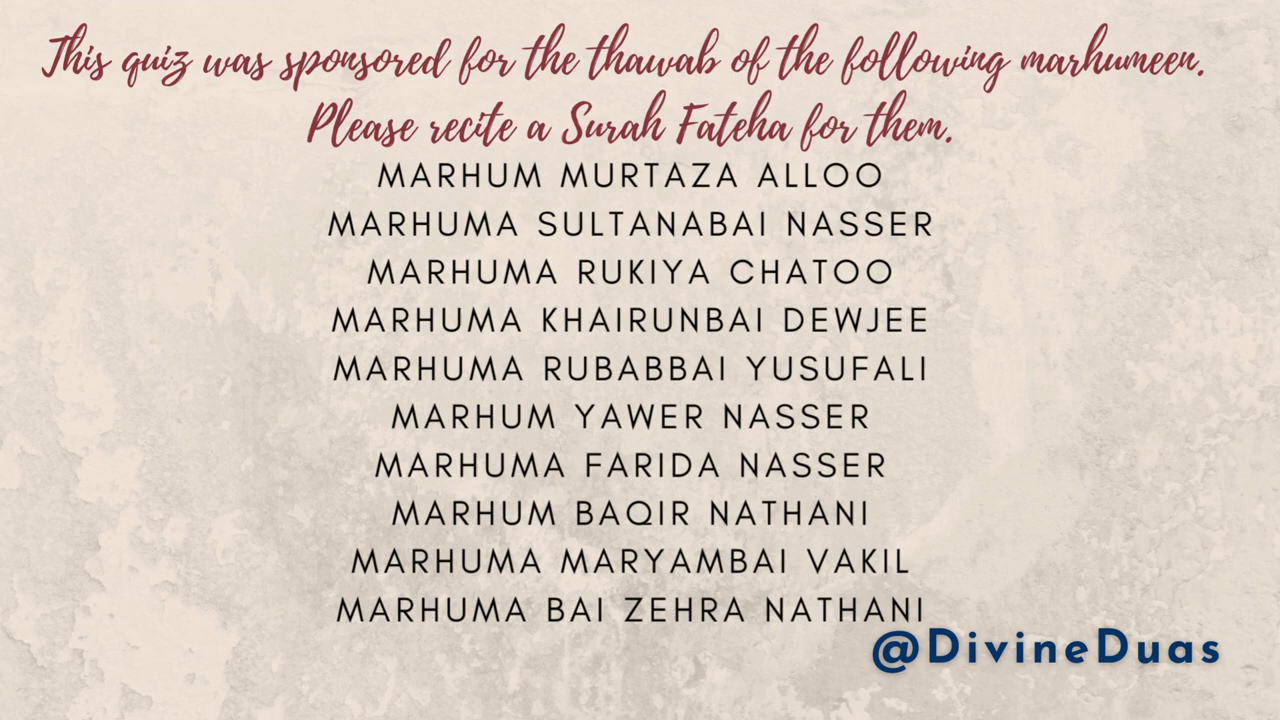 This quiz was sponsored for the thawab of the following marhumeen.
Please recite a Surah Fateha for them.
MARHUM MURTAZA ALLOO
MARHUMA SULTANABAI NASSER
MARHUMA RUKIYA CHATOO
MARHUMA KHAIRUNBAI DEWJEE
MARHUMA RUBABBAI YUSUFALI
MARHUM YAWER NASSER
MARHUMA FARIDA NASSER
MARHUM BAQIR NATHANI
MARHUMA MARYAMBAI VAKIL
MARHUMA BAI ZEHRA NATHANI
@DivineDuas